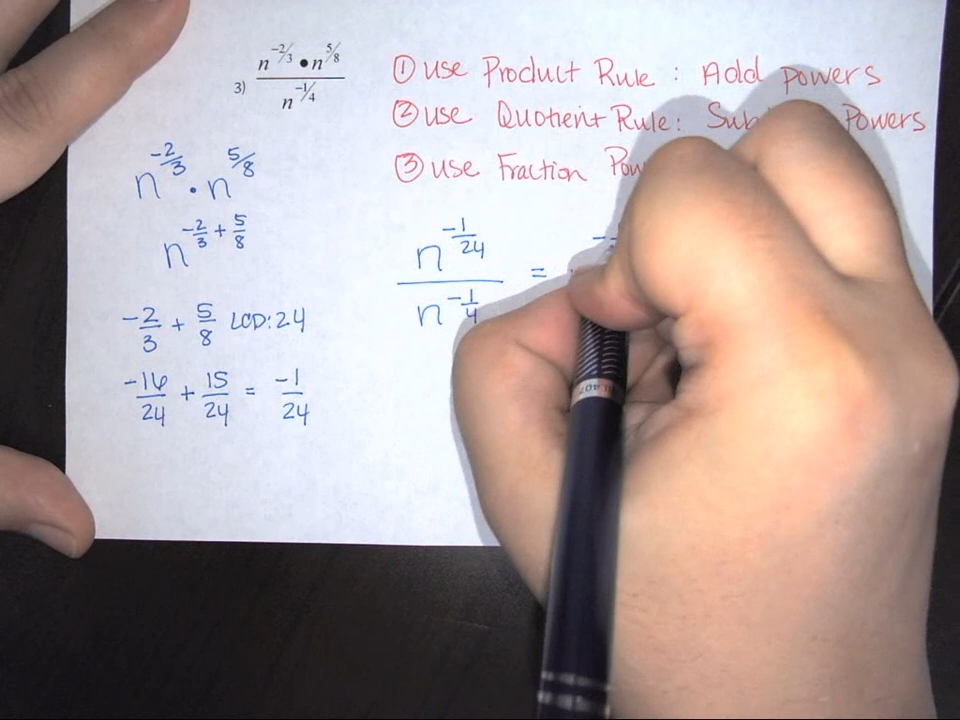 3) n^{-2/3} • n^{5/8} / n^{-1/4}
① use Product Rule : Add powers
② use Quotient Rule: Powers
③ use Fraction
n^{-2/3} · n^{5/8}
n^{-2/3 + 5/8}
-2/3 + 5/8 LCD: 24
-16/24 + 15/24 = -1/24
n^{-1/24} / n^{-1/4} =